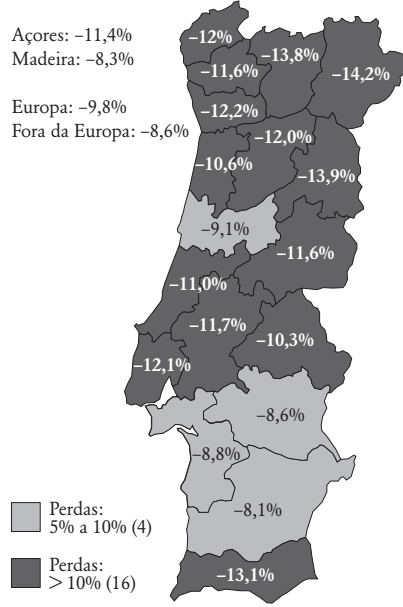 Açores: –11,4%
Madeira: –8,3%
Europa: –9,8%
Fora da Europa: –8,6%
–12%
–13,8%
–11,6%
–14,2%
–12,2%
–12,0%
–10,6%
–13,9%
–9,1%
–11,6%
–11,0%
–11,7%
–10,3%
–12,1%
–8,6%
–8,8%
–8,1%
Perdas:
5% a 10% (4)
Perdas:
> 10% (16)
–13,1%